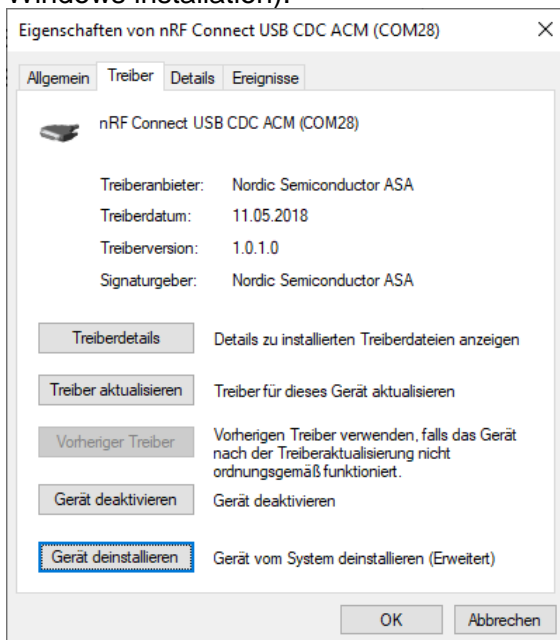 Windows installation).
Eigenschaften von nRF Connect USB CDC ACM (COM28)
Allgemein Treiber Details Ereignisse
nRF Connect USB CDC ACM (COM28)
Treiberanbieter: Nordic Semiconductor ASA
Treiberdatum: 11.05.2018
Treiberversion: 1.0.1.0
Signaturgeber: Nordic Semiconductor ASA
Treiberdetails Details zu installierten Treiberdateien anzeigen
Treiber aktualisieren Treiber für dieses Gerät aktualisieren
Vorheriger Treiber Vorherigen Treiber verwenden, falls das Gerät
nach der Treiberaktualisierung nicht
ordnungsgemäß funktioniert.
Gerät deaktivieren Gerät deaktivieren
Gerät deinstallieren Gerät vom System deinstallieren (Erweitert)
OK Abbrechen